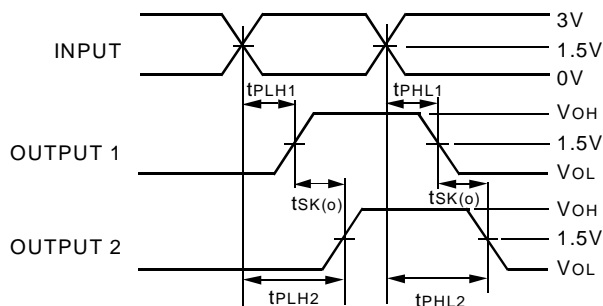 3V
INPUT
1.5V
0V
tPLH1
tPHL1
VOH
OUTPUT 1
1.5V
VOL
tSK(o)
tSK(o)
VOH
OUTPUT 2
1.5V
VOL
tPLH2
tPHL2